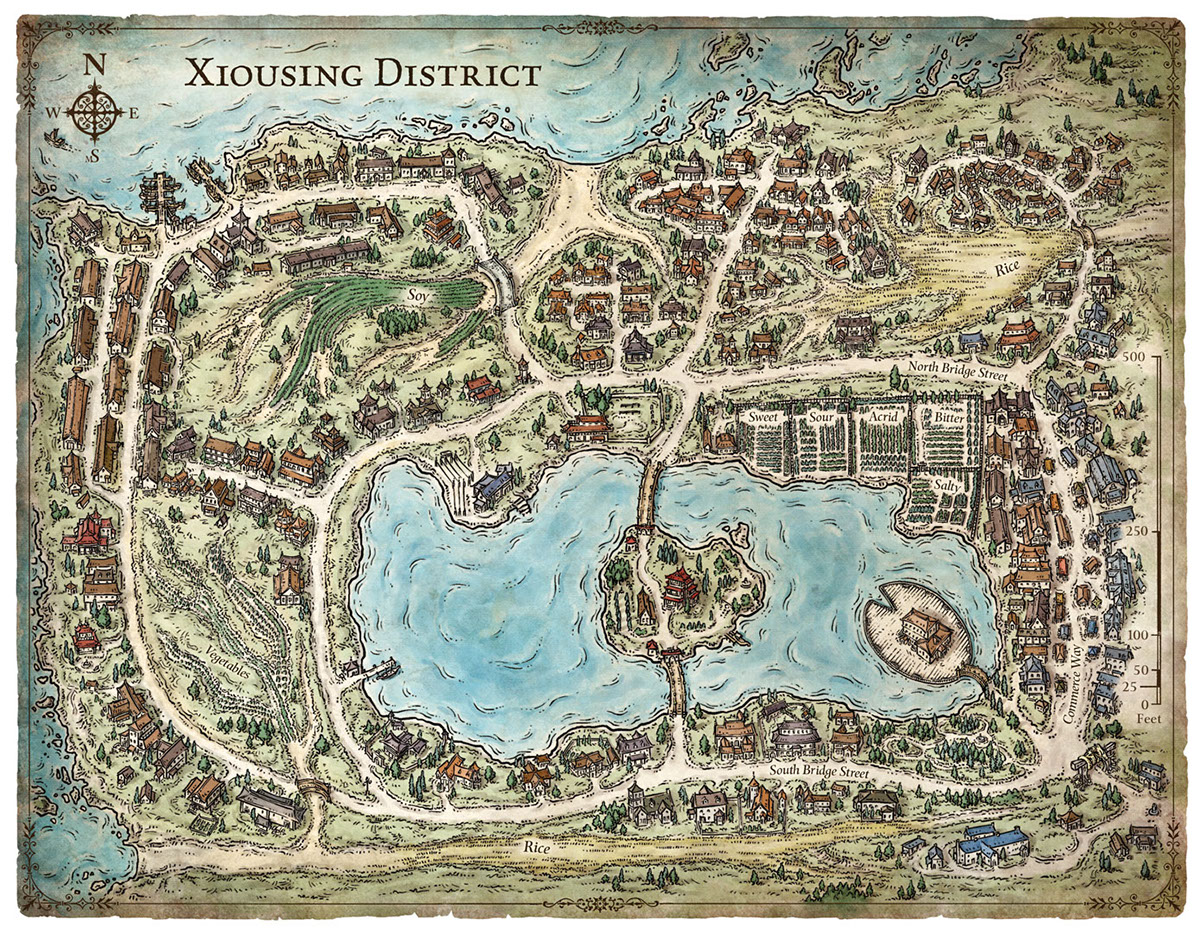 XIOUSING DISTRICT
N
W
E
S
Soy
Rice
North Bridge Street
500
Sweet
Sour
Acrid
Bitter
Salty
250
Vegetables
100
50
25
0
Feet
Commerce Way
South Bridge Street
Rice